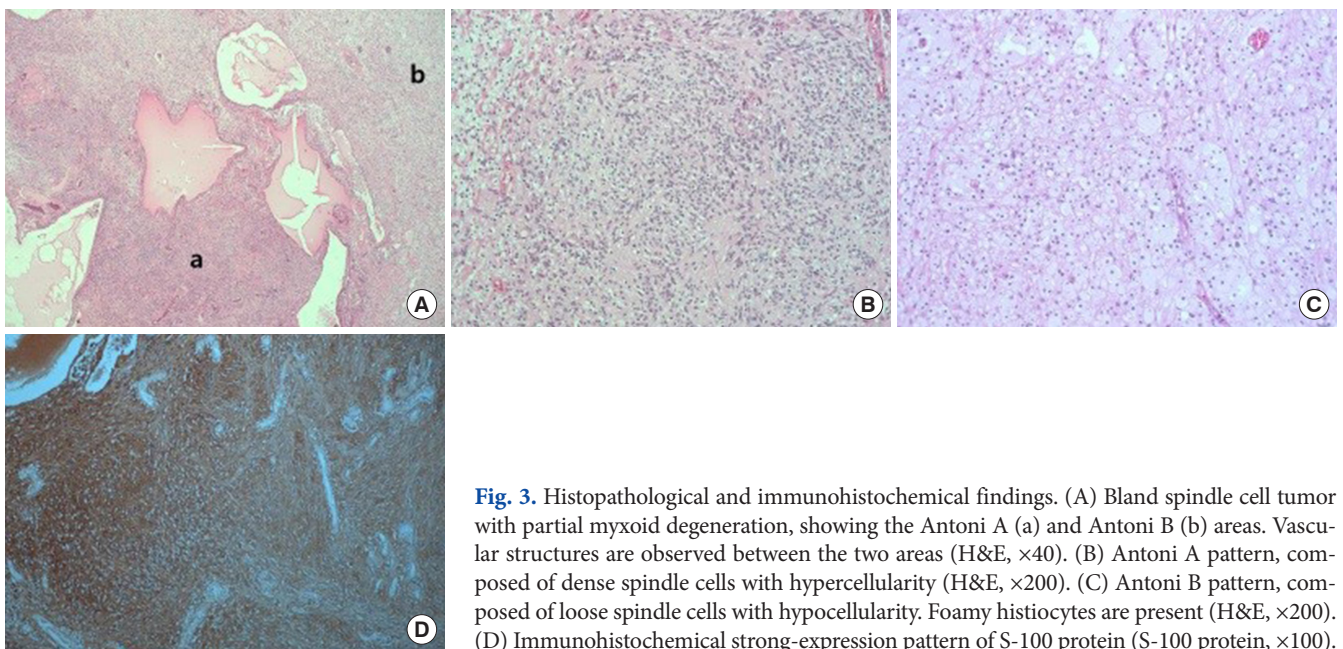 b
a
A
B
C
D
Fig. 3. Histopathological and immunohistochemical findings. (A) Bland spindle cell tumor
with partial myxoid degeneration, showing the Antoni A (a) and Antoni B (b) areas. Vascu-
lar structures are observed between the two areas (H&E, ×40). (B) Antoni A pattern, com-
posed of dense spindle cells with hypercellularity (H&E, ×200). (C) Antoni B pattern, com-
posed of loose spindle cells with hypocellularity. Foamy histiocytes are present (H&E, ×200).
(D) Immunohistochemical strong-expression pattern of S-100 protein (S-100 protein, ×100).